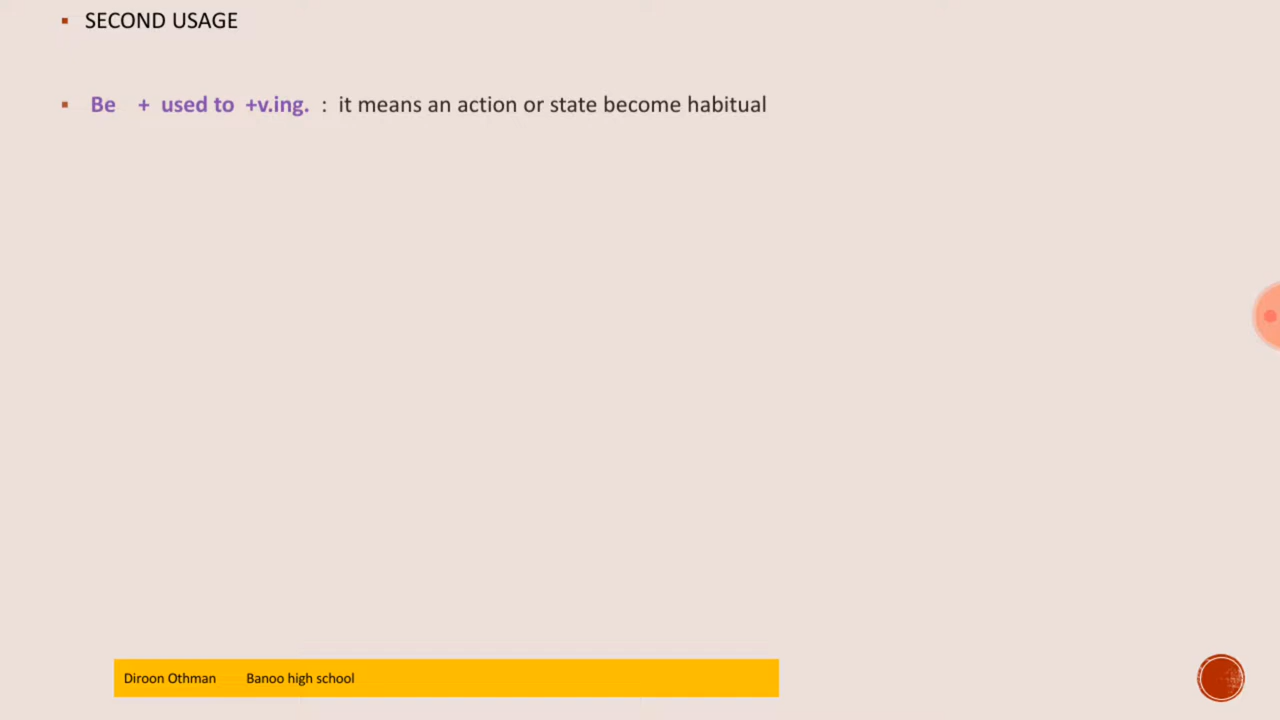 SECOND USAGE
Be + used to +v.ing. : it means an action or state become habitual
Diroon Othman Banoo high school